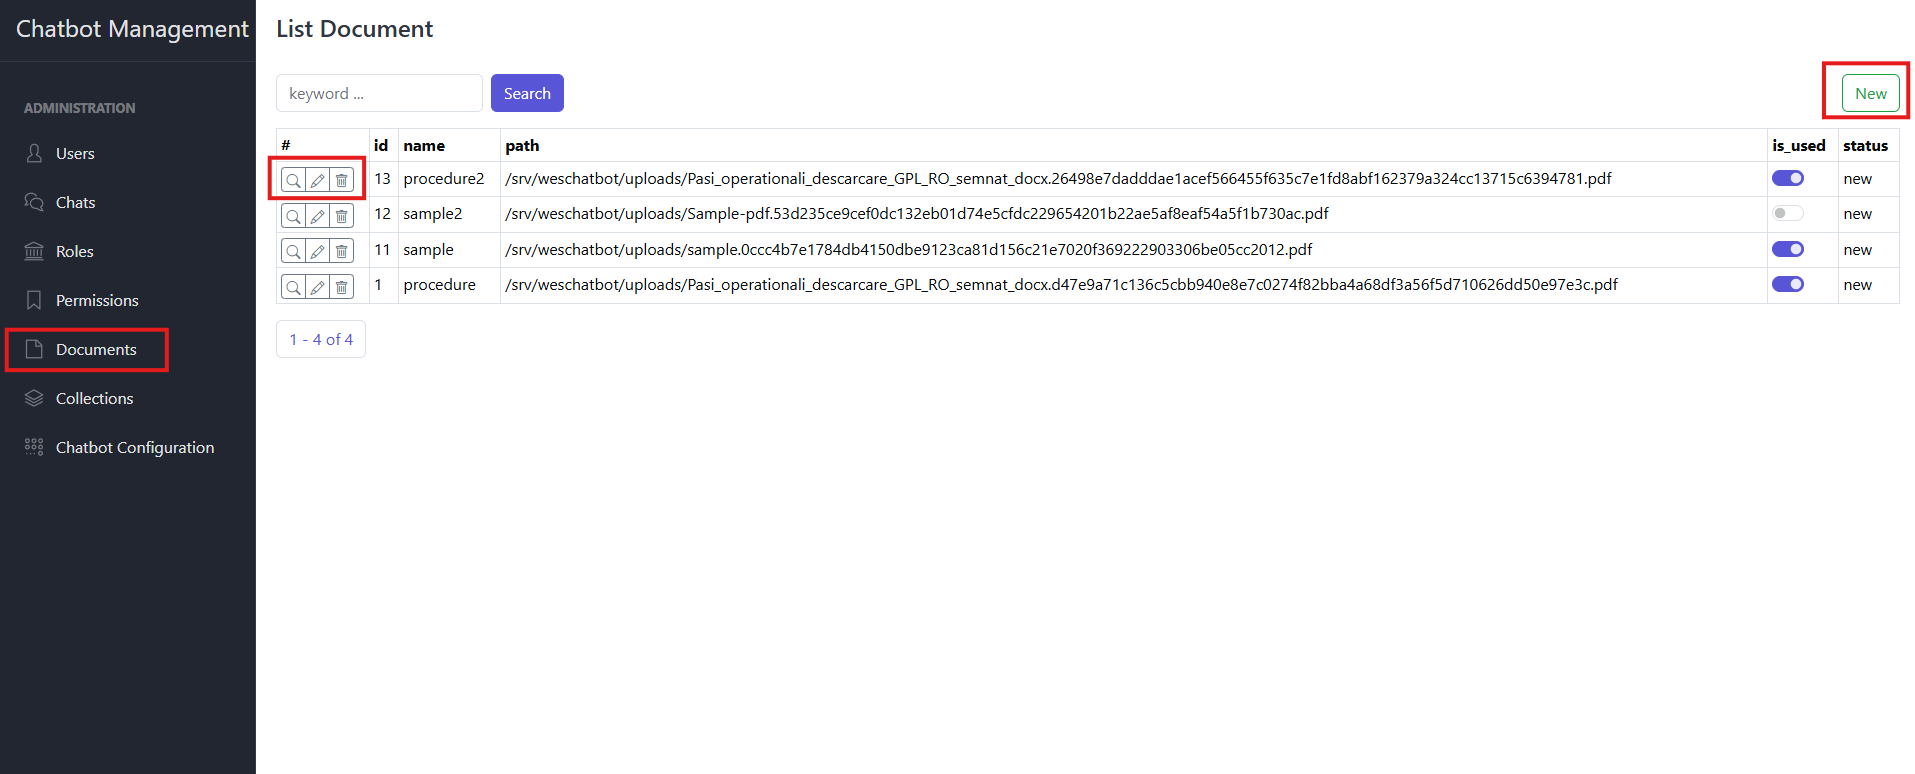 Chatbot Management
List Document
keyword ...
Search
New
ADMINISTRATION
Users
Chats
Roles
Permissions
Documents
Collections
Chatbot Configuration
# id name path is_used status
13 procedure2 /srv/weschatbot/uploads/Pasi_operationali_descarcare_GPL_RO_semnat_docx.26498e7dadddae1acef566455f635c7e1fd8abf162379a324cc13715c6394781.pdf new
12 sample2 /srv/weschatbot/uploads/Sample-pdf.53d235ce9cef0dc132eb01d74e5cfdc229654201b22ae5af8eaf54a5f1b730ac.pdf new
11 sample /srv/weschatbot/uploads/sample.0ccc4b7e1784db4150dbe9123ca81d156c21e7020f369222903306be05cc2012.pdf new
1 procedure /srv/weschatbot/uploads/Pasi_operationali_descarcare_GPL_RO_semnat_docx.d47e9a71c136c5cbb940e8e7c0274f82bba4a68df3a56f5d710626dd50e97e3c.pdf new
1 - 4 of 4